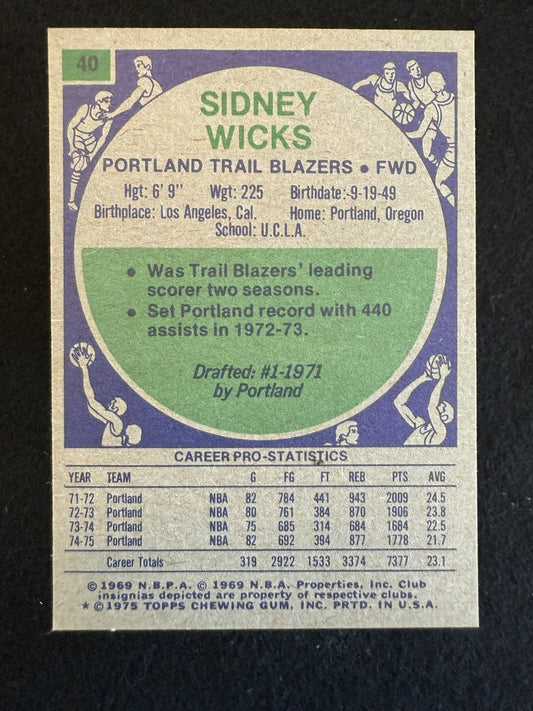 40
SIDNEY
WICKS
PORTLAND TRAIL BLAZERS • FWD
Hgt: 6' 9" Wgt: 225 Birthdate:-9-19-49
Birthplace: Los Angeles, Cal. Home: Portland, Oregon
School: U.C.L.A.
• Was Trail Blazers' leading
scorer two seasons.
• Set Portland record with 440
assists in 1972-73.
Drafted: #1-1971
by Portland
CAREER PRO-STATISTICS
YEAR TEAM G FG FT REB PTS AVG
71-72 Portland NBA 82 784 441 943 2009 24.5
72-73 Portland NBA 80 761 384 870 1906 23.8
73-74 Portland NBA 75 685 314 684 1684 22.5
74-75 Portland NBA 82 692 394 877 1778 21.7
Career Totals 319 2922 1533 3374 7377 23.1
© 1969 N.B.P.A. © 1969 N.B.A. Properties, Inc. Club
insignias depicted are property of respective clubs.
* © 1975 TOPPS CHEWING GUM, INC. PRTD. IN U.S.A.